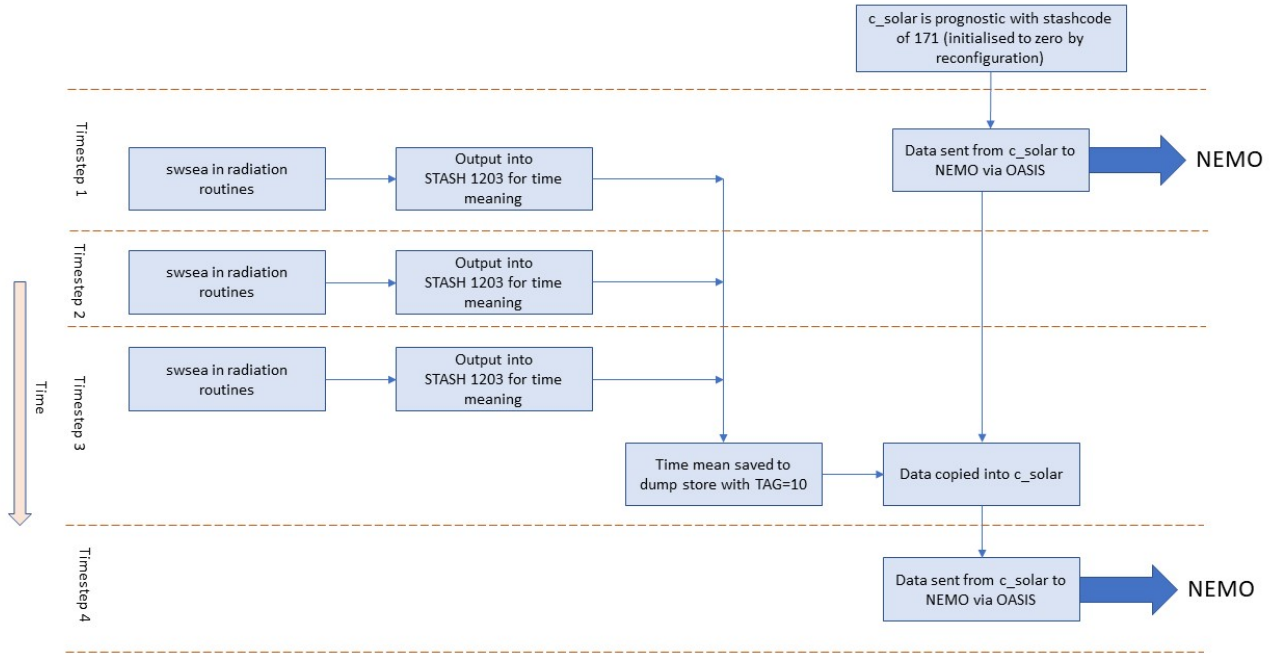 c_solar is prognostic with stashcode
of 171 (initialised to zero by
reconfiguration)
Timestep 1
swsea in radiation
routines
Output into
STASH 1203 for time
meaning
Data sent from c_solar to
NEMO via OASIS
NEMO
Timestep 2
swsea in radiation
routines
Output into
STASH 1203 for time
meaning
Time
Timestep 3
swsea in radiation
routines
Output into
STASH 1203 for time
meaning
Time mean saved to
dump store with TAG=10
Data copied into c_solar
Timestep 4
Data sent from c_solar to
NEMO via OASIS
NEMO